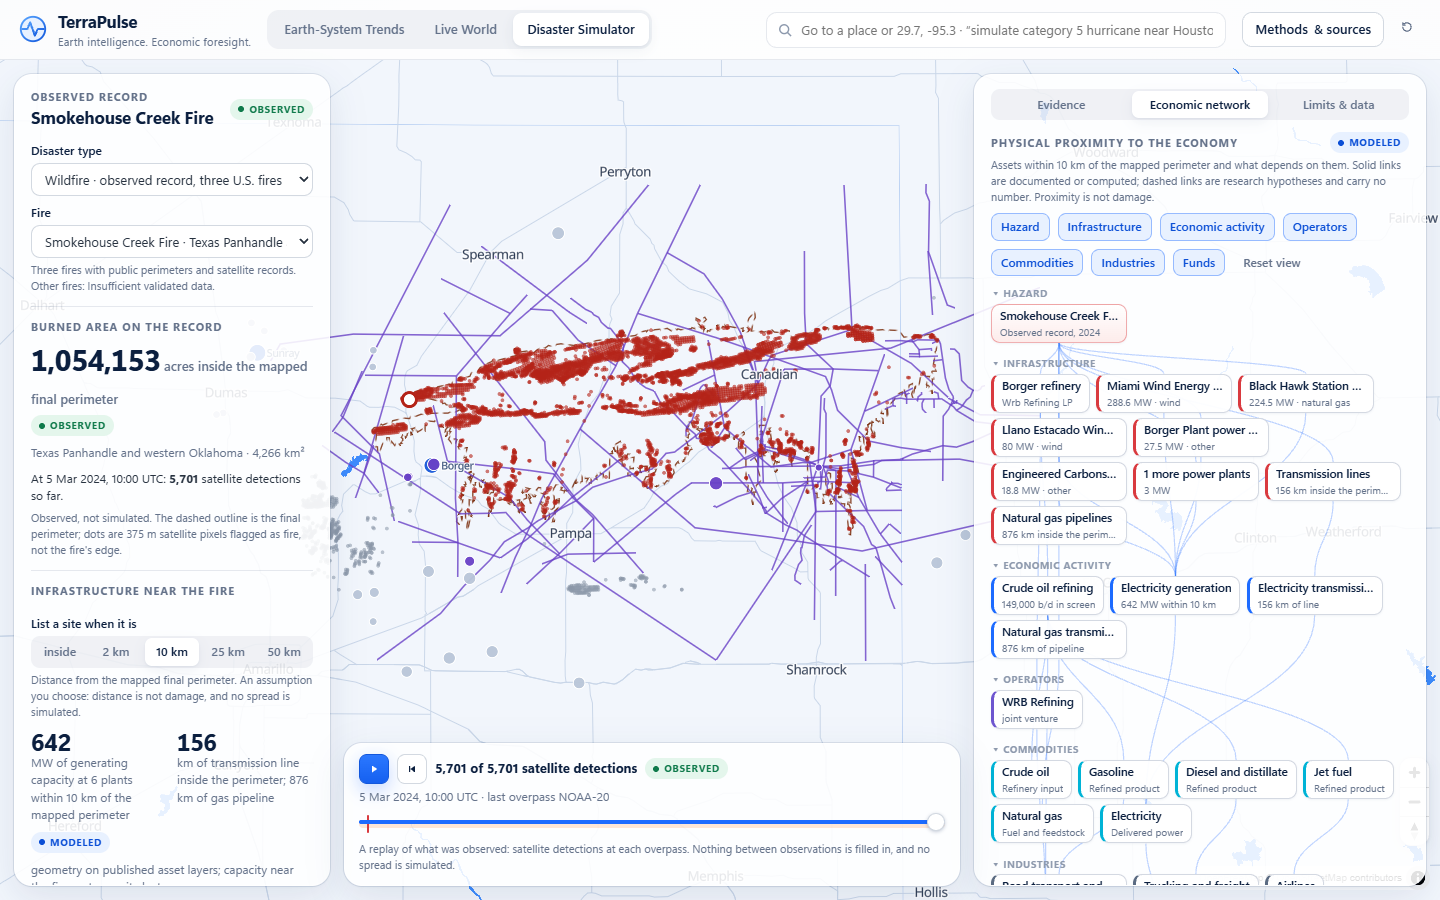 TerraPulse
Earth intelligence. Economic foresight.
Earth-System Trends
Live World
Disaster Simulator
Go to a place or 29.7, -95.3 · "simulate category 5 hurricane near Housto
Methods & sources
OBSERVED RECORD
Smokehouse Creek Fire
OBSERVED
Disaster type
Wildfire · observed record, three U.S. fires
Fire
Smokehouse Creek Fire · Texas Panhandle
Three fires with public perimeters and satellite records.
Other fires: Insufficient validated data.
BURNED AREA ON THE RECORD
1,054,153 acres inside the mapped
final perimeter
OBSERVED
Texas Panhandle and western Oklahoma · 4,266 km²
At 5 Mar 2024, 10:00 UTC: 5,701 satellite detections
so far.
Observed, not simulated. The dashed outline is the final
perimeter; dots are 375 m satellite pixels flagged as fire,
not the fire's edge.
INFRASTRUCTURE NEAR THE FIRE
List a site when it is
inside
2 km
10 km
25 km
50 km
Distance from the mapped final perimeter. An assumption
you choose: distance is not damage, and no spread is
simulated.
642
MW of generating
capacity at 6 plants
within 10 km of the
mapped perimeter
156
km of transmission line
inside the perimeter; 876
km of gas pipeline
MODELED
geometry on published asset layers; capacity near
Texhoma
Dalhart
Sunray
Dumas
Amarillo
Hereford
Perryton
Spearman
Canadian
Borger
Pampa
Shamrock
Memphis
Hollis
Woodward
Fairview
Clinton
Weatherford
5,701 of 5,701 satellite detections
OBSERVED
5 Mar 2024, 10:00 UTC · last overpass NOAA-20
A replay of what was observed: satellite detections at each overpass. Nothing between observations is filled in, and no
spread is simulated.
Evidence
Economic network
Limits & data
PHYSICAL PROXIMITY TO THE ECONOMY
MODELED
Assets within 10 km of the mapped perimeter and what depends on them. Solid links
are documented or computed; dashed links are research hypotheses and carry no
number. Proximity is not damage.
Hazard
Infrastructure
Economic activity
Operators
Commodities
Industries
Funds
Reset view
HAZARD
Smokehouse Creek F...
Observed record, 2024
INFRASTRUCTURE
Borger refinery
Wrb Refining LP
Miami Wind Energy ...
288.6 MW · wind
Black Hawk Station ...
224.5 MW · natural gas
Llano Estacado Win...
80 MW · wind
Borger Plant power ...
27.5 MW · other
Engineered Carbons...
18.8 MW · other
1 more power plants
3 MW
Transmission lines
156 km inside the perim...
Natural gas pipelines
876 km inside the perim...
ECONOMIC ACTIVITY
Crude oil refining
149,000 b/d in screen
Electricity generation
642 MW within 10 km
Electricity transmissi...
156 km of line
Natural gas transmi...
876 km of pipeline
OPERATORS
WRB Refining
joint venture
COMMODITIES
Crude oil
Refinery input
Gasoline
Refined product
Diesel and distillate
Refined product
Jet fuel
Refined product
Natural gas
Fuel and feedstock
Electricity
Delivered power
INDUSTRIES
Road transport and
Trucking and freight
Airlines
contributors